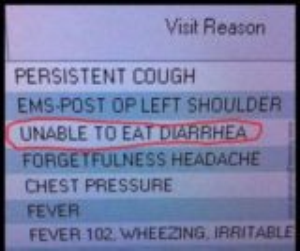 Visit Reason
PERSISTENT COUGH
EMS-POST OP LEFT SHOULDER
UNABLE TO EAT DIARRHEA
FORGETFULNESS HEADACHE
CHEST PRESSURE
FEVER
FEVER 102, WHEEZING, IRRITABLE